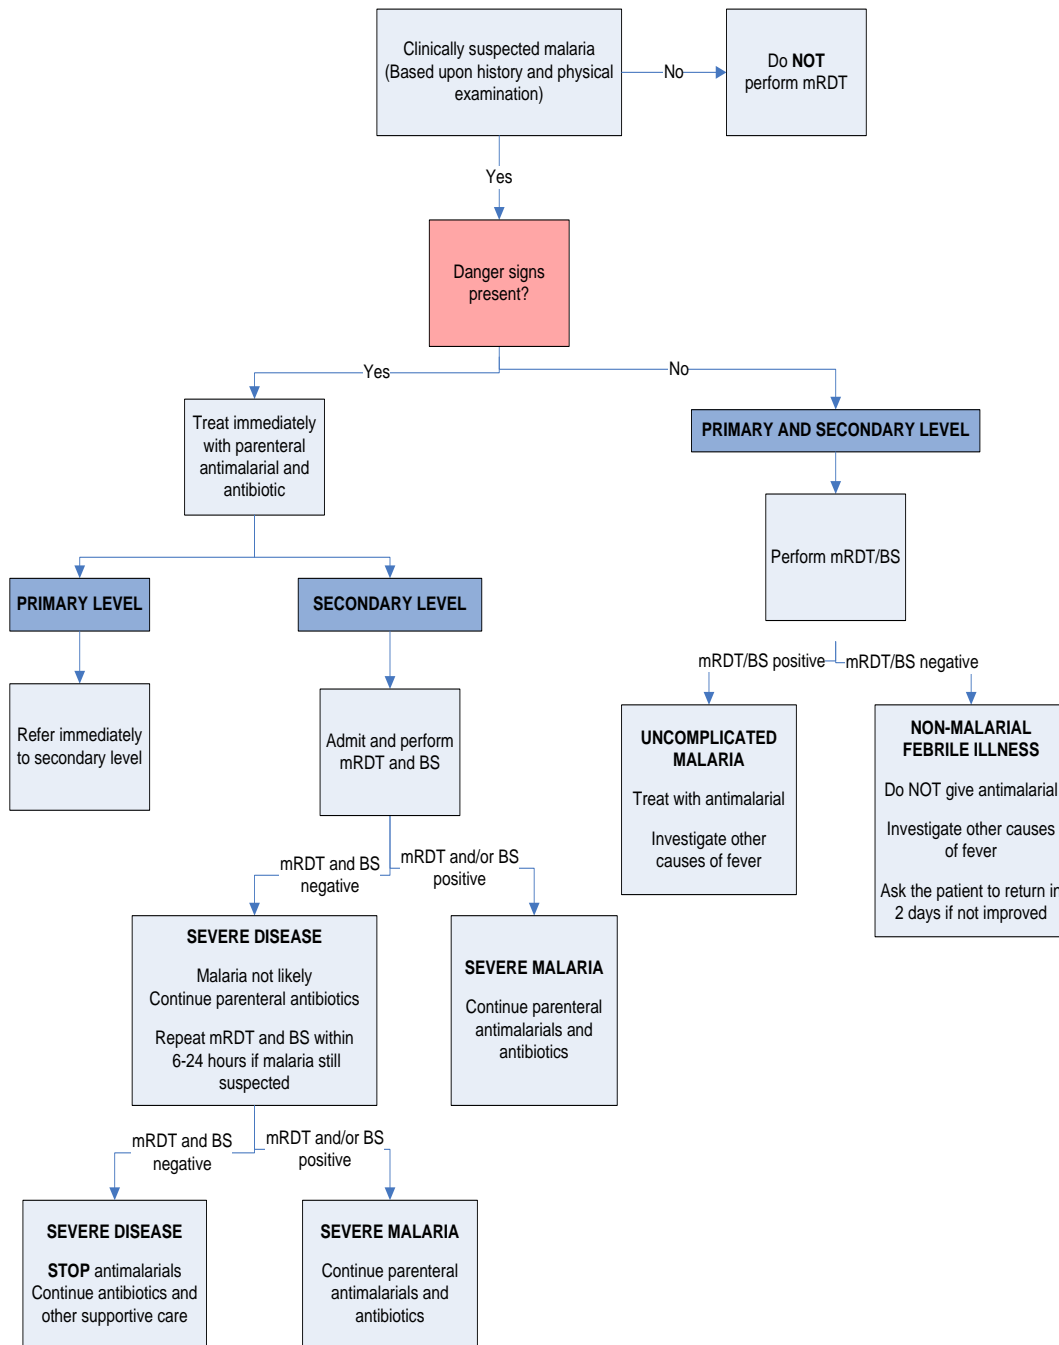 Clinically suspected malaria
(Based upon history and physical
examination)
No
Do NOT
perform mRDT
Yes
Danger signs
present?
Yes
No
Treat immediately
with parenteral
antimalarial and
antibiotic
PRIMARY AND SECONDARY LEVEL
Perform mRDT/BS
PRIMARY LEVEL
SECONDARY LEVEL
mRDT/BS positive
mRDT/BS negative
Refer immediately
to secondary level
Admit and perform
mRDT and BS
UNCOMPLICATED
MALARIA
Treat with antimalarial
Investigate other
causes of fever
NON-MALARIAL
FEBRILE ILLNESS
Do NOT give antimalarial
Investigate other causes
of fever
Ask the patient to return in
2 days if not improved
mRDT and BS
negative
mRDT and/or BS
positive
SEVERE DISEASE
Malaria not likely
Continue parenteral antibiotics
Repeat mRDT and BS within
6-24 hours if malaria still
suspected
SEVERE MALARIA
Continue parenteral
antimalarials and
antibiotics
mRDT and BS
negative
mRDT and/or BS
positive
SEVERE DISEASE
STOP antimalarials
Continue antibiotics and
other supportive care
SEVERE MALARIA
Continue parenteral
antimalarials and
antibiotics